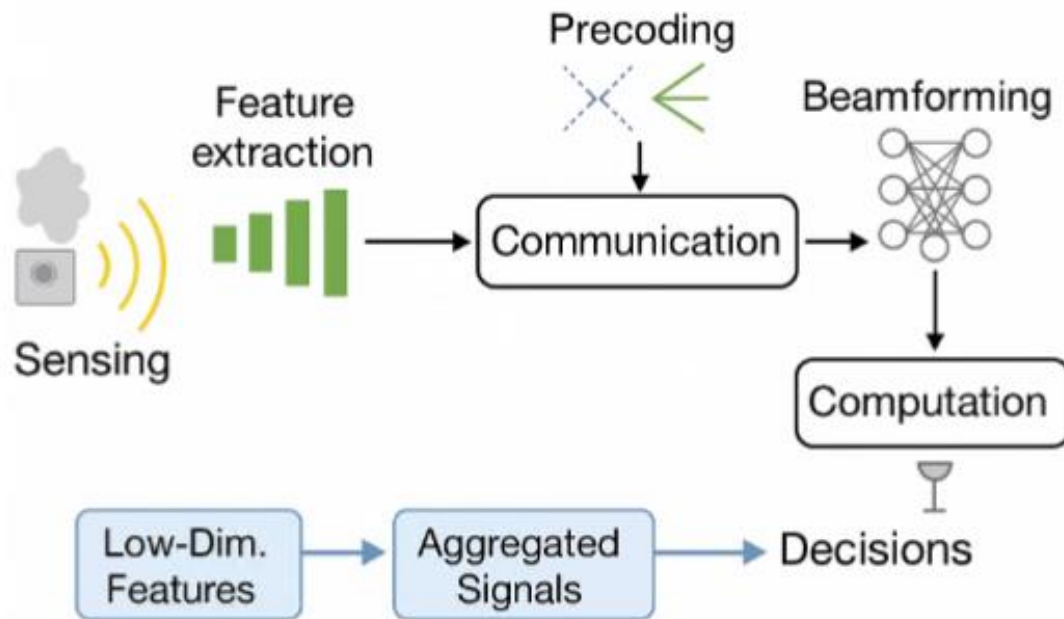 Precoding
Beamforming
Feature
extraction
Communication
Sensing
Computation
Low-Dim.
Features
Aggregated
Signals
Decisions